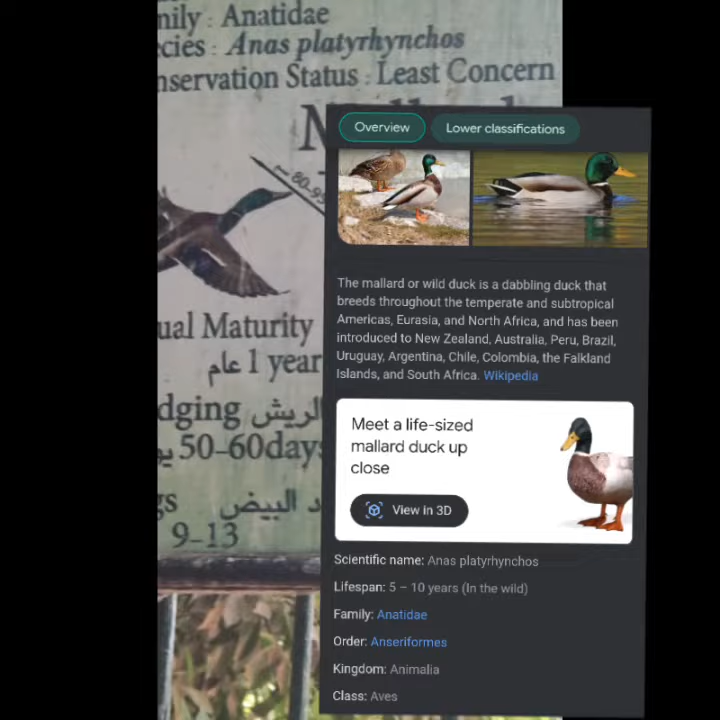 nily : Anatidae
cies : Anas platyrhynchos
nservation Status : Least Concern
ual Maturity
1 year عام
dging الريش
50-60days
gs د البيض
9-13
Overview
Lower classifications
The mallard or wild duck is a dabbling duck that
breeds throughout the temperate and subtropical
Americas, Eurasia, and North Africa, and has been
introduced to New Zealand, Australia, Peru, Brazil,
Uruguay, Argentina, Chile, Colombia, the Falkland
Islands, and South Africa. Wikipedia
Meet a life-sized
mallard duck up
close
View in 3D
Scientific name: Anas platyrhynchos
Lifespan: 5 – 10 years (In the wild)
Family: Anatidae
Order: Anseriformes
Kingdom: Animalia
Class: Aves